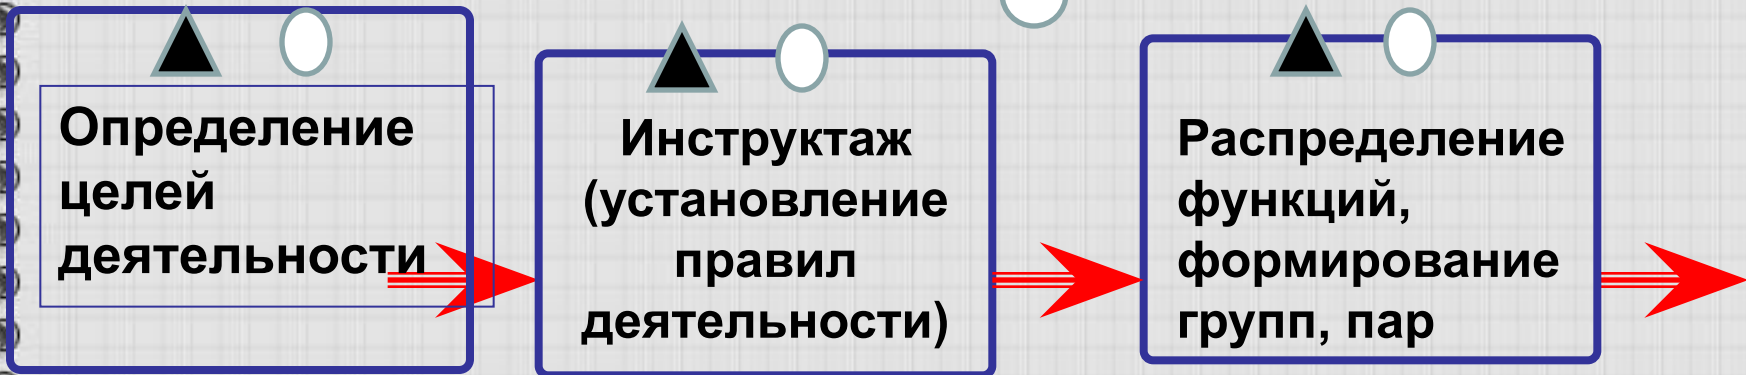 Определение
целей
деятельности
Инструктаж
(установление
правил
деятельности)
Распределение
функций,
формирование
групп, пар